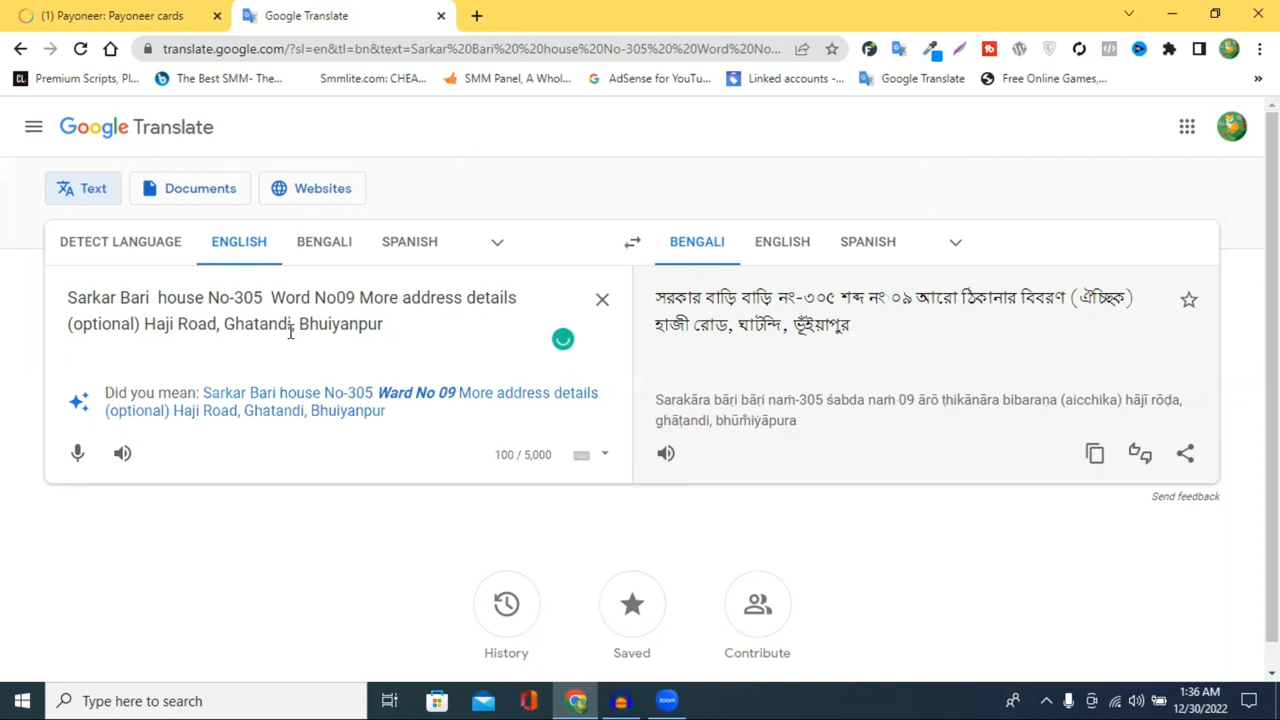 (1) Payoneer: Payoneer cards
Google Translate
translate.google.com/?sl=en&tl=bn&text=Sarkar%20Bari%20%20house%20No-305%20%20Word%20No...
Premium Scripts, Pl...
The Best SMM- The...
Smmlite.com: CHEA...
SMM Panel, A Whol...
AdSense for YouTu...
Linked accounts -...
Google Translate
Free Online Games,...
Google Translate
Text
Documents
Websites
DETECT LANGUAGE
ENGLISH
BENGALI
SPANISH
BENGALI
ENGLISH
SPANISH
Sarkar Bari  house No-305  Word No09 More address details
(optional) Haji Road, Ghatandi, Bhuiyanpur
Did you mean: Sarkar Bari house No-305 Ward No 09 More address details
(optional) Haji Road, Ghatandi, Bhuiyanpur
100 / 5,000
সরকার বাড়ি বাড়ি নং-৩০৫ শব্দ নং ০৯ আরো ঠিকানার বিবরণ (ঐচ্ছিক)
হাজী রোড, ঘাটন্দি, ভূঁইয়াপুর
Sarakāra bāṛi bāṛi naṁ-305 śabda naṁ 09 ārō ṭhikānāra bibaraṇa (aicchika) hājī rōḍa,
ghāṭandi, bhūm̐iẏāpura
Send feedback
History
Saved
Contribute
Type here to search
zoom
1:36 AM
12/30/2022